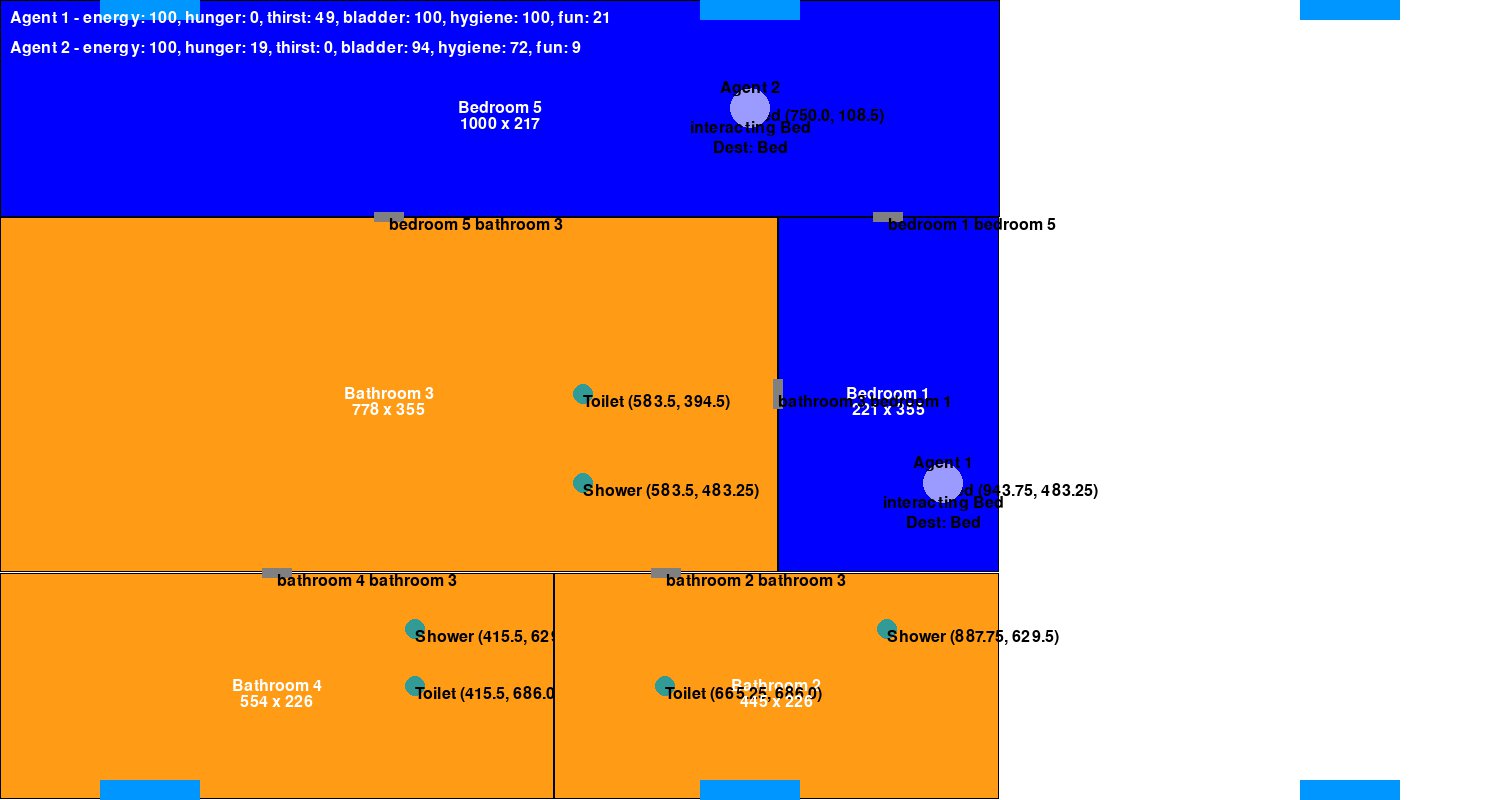 Agent 1 - energy: 100, hunger: 0, thirst: 49, bladder: 100, hygiene: 100, fun: 21
Agent 2 - energy: 100, hunger: 19, thirst: 0, bladder: 94, hygiene: 72, fun: 9
Agent 2
Bedroom 5
1000 x 217
(750.0, 108.5)
interacting Bed
Dest: Bed
bedroom 5 bathroom 3
bedroom 1 bedroom 5
Bathroom 3
778 x 355
Toilet (583.5, 394.5)
Bedroom 1
221 x 355
bathroom 3 bedroom 1
Agent 1
Shower (583.5, 483.25)
(943.75, 483.25)
interacting Bed
Dest: Bed
bathroom 4 bathroom 3
bathroom 2 bathroom 3
Shower (415.5, 629
Shower (887.75, 629.5)
Bathroom 4
554 x 226
Toilet (415.5, 686.0
Toilet (665.25, 686.0)
Bathroom 2
445 x 226